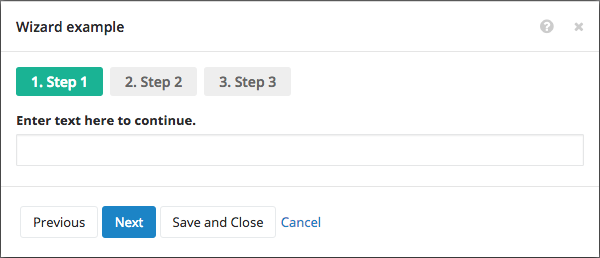 Wizard example
1. Step 1 2. Step 2 3. Step 3
Enter text here to continue.
Previous Next Save and Close Cancel